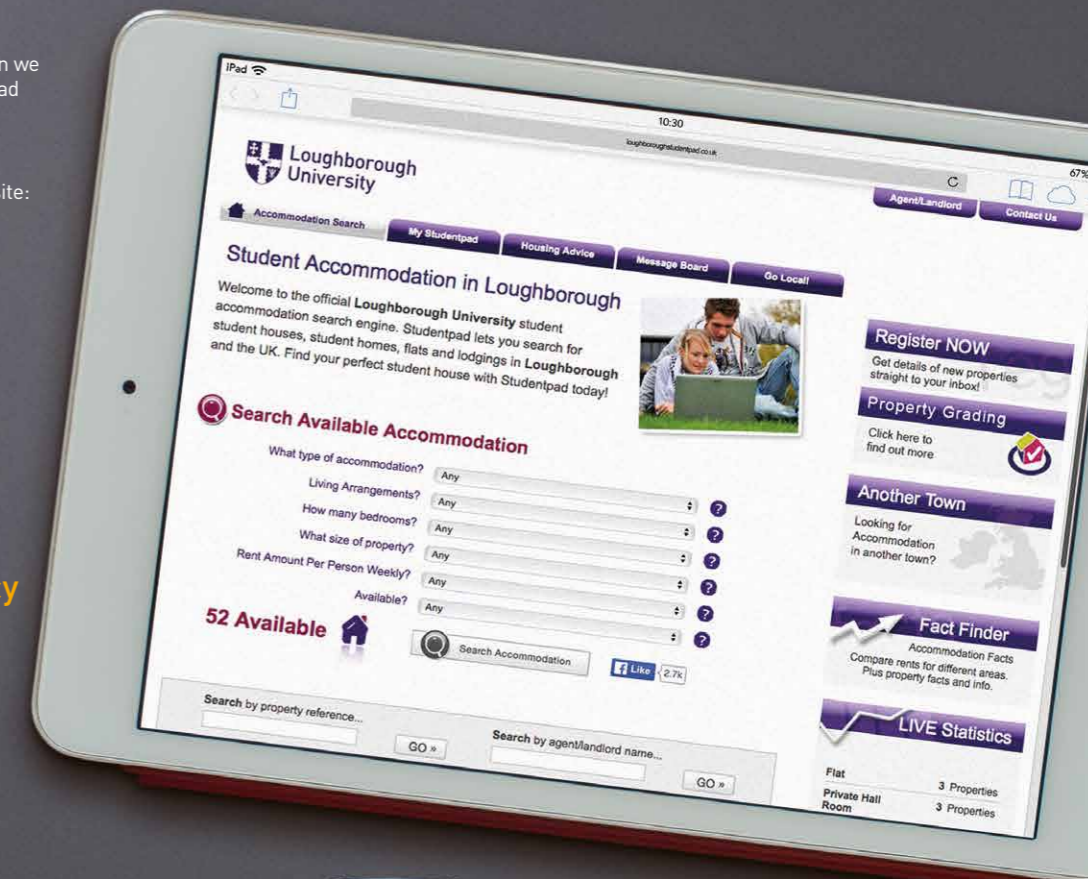 n we
ad
site:
y
iPad
10:30
67%
loughboroughstudentpad.co.uk
Loughborough
University
Agent/Landlord
Contact Us
Accommodation Search
My Studentpad
Housing Advice
Message Board
Go Local!
Student Accommodation in Loughborough
Welcome to the official Loughborough University student
accommodation search engine. Studentpad lets you search for
student houses, student homes, flats and lodgings in Loughborough
and the UK. Find your perfect student house with Studentpad today!
Search Available Accommodation
What type of accommodation? Any
Living Arrangements? Any
How many bedrooms? Any
What size of property? Any
Rent Amount Per Person Weekly? Any
Available? Any
52 Available
Search Accommodation
Like 2.7k
Search by property reference...
GO »
Search by agent/landlord name...
GO »
Register NOW
Get details of new properties
straight to your inbox!
Property Grading
Click here to
find out more
Another Town
Looking for
Accommodation
in another town?
Fact Finder
Accommodation Facts
Compare rents for different areas.
Plus property facts and info.
LIVE Statistics
Flat 3 Properties
Private Hall
Room 3 Properties